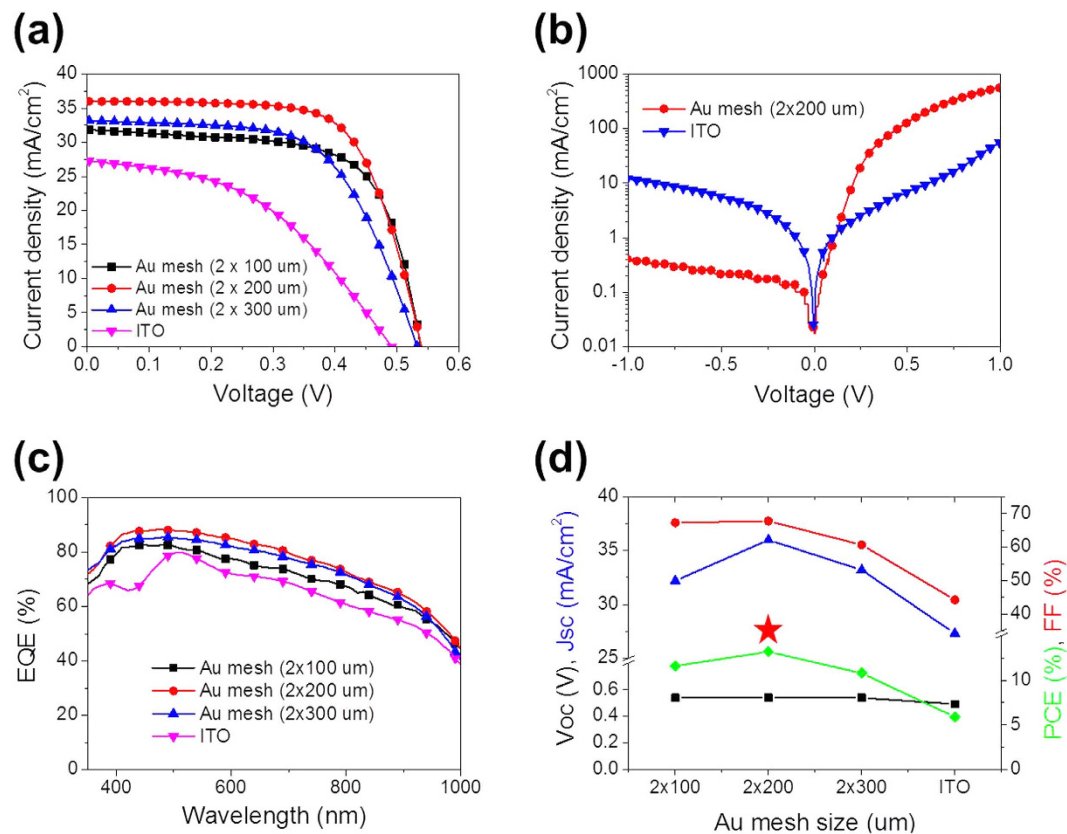 (a)
Current density (mA/cm²)
40
35
30
25
20
15
10
5
0
Au mesh (2 x 100 um)
Au mesh (2 x 200 um)
Au mesh (2 x 300 um)
ITO
0.0 0.1 0.2 0.3 0.4 0.5 0.6
Voltage (V)
(b)
Current density (mA/cm²)
1000
100
10
1
0.1
0.01
Au mesh (2x200 um)
ITO
-1.0 -0.5 0.0 0.5 1.0
Voltage (V)
(c)
EQE (%)
100
80
60
40
20
0
Au mesh (2x100 um)
Au mesh (2x200 um)
Au mesh (2x300 um)
ITO
400 600 800 1000
Wavelength (nm)
(d)
Voc (V), Jsc (mA/cm²)
40
35
30
25
0.6
0.4
0.2
0.0
70
60
50
40
10
5
0
PCE (%), FF (%)
2x100 2x200 2x300 ITO
Au mesh size (um)